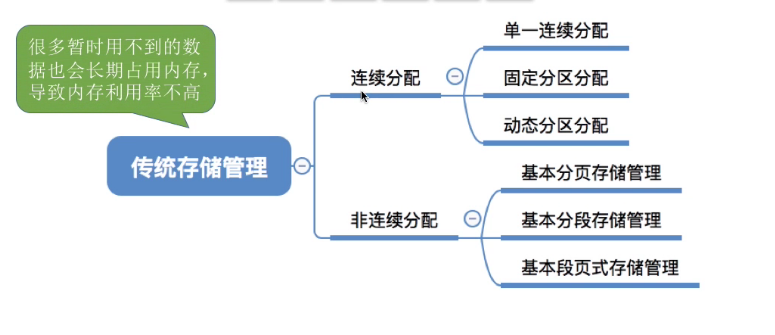 很多暂时用不到的数
据也会长期占用内存，
导致内存利用率不高
传统存储管理
连续分配
单一连续分配
固定分区分配
动态分区分配
非连续分配
基本分页存储管理
基本分段存储管理
基本段页式存储管理